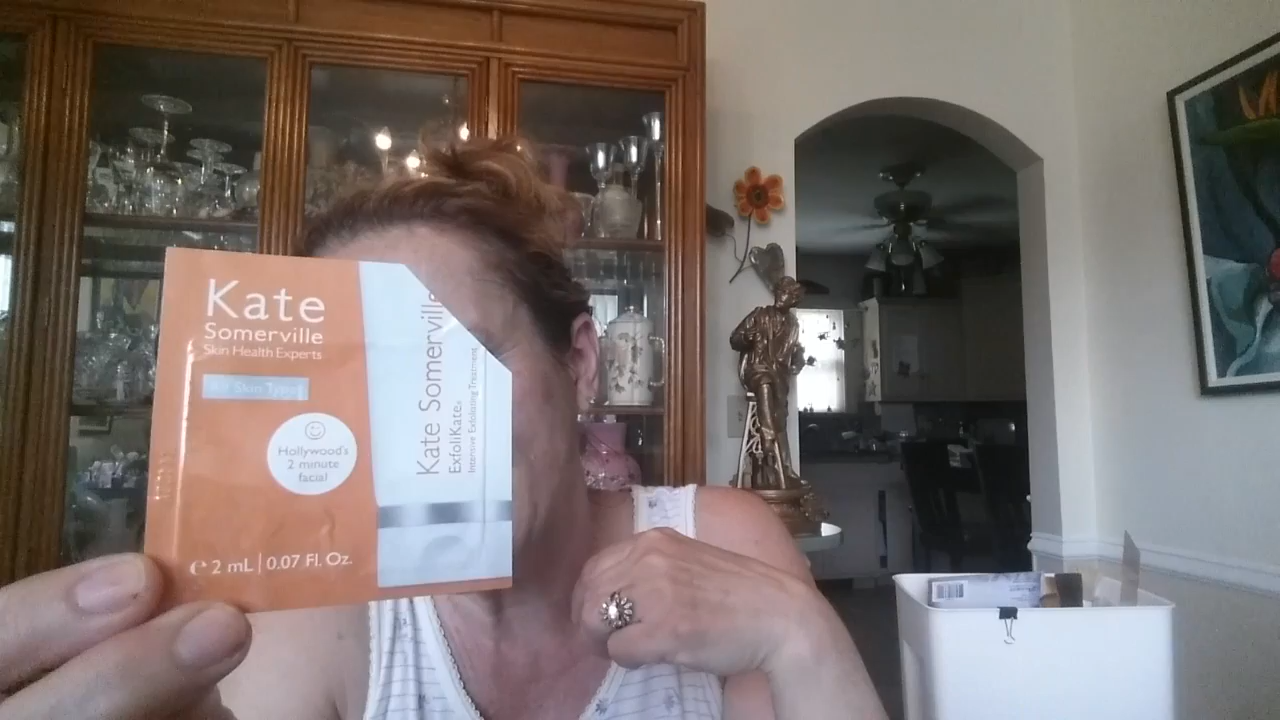 Kate
Somerville
Skin Health Experts
All Skin Types
Hollywood's
2 minute
facial
℮ 2 mL | 0.07 Fl. Oz.
Kate Somerville
ExfoliKate®
Intensive Exfoliating Treatment